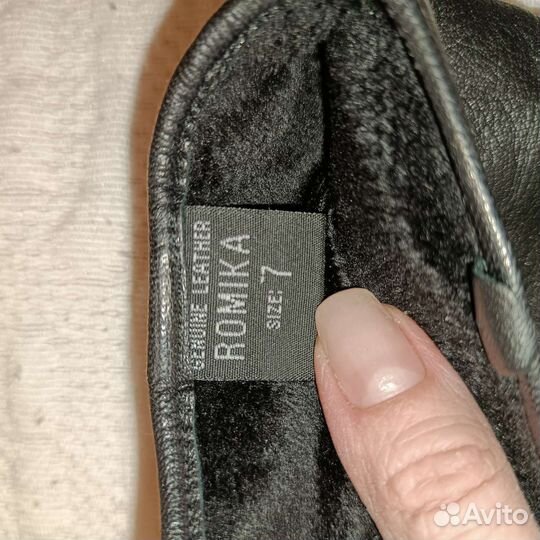 GENUINE LEATHER
ROMIKA
SIZE: 7
Avito